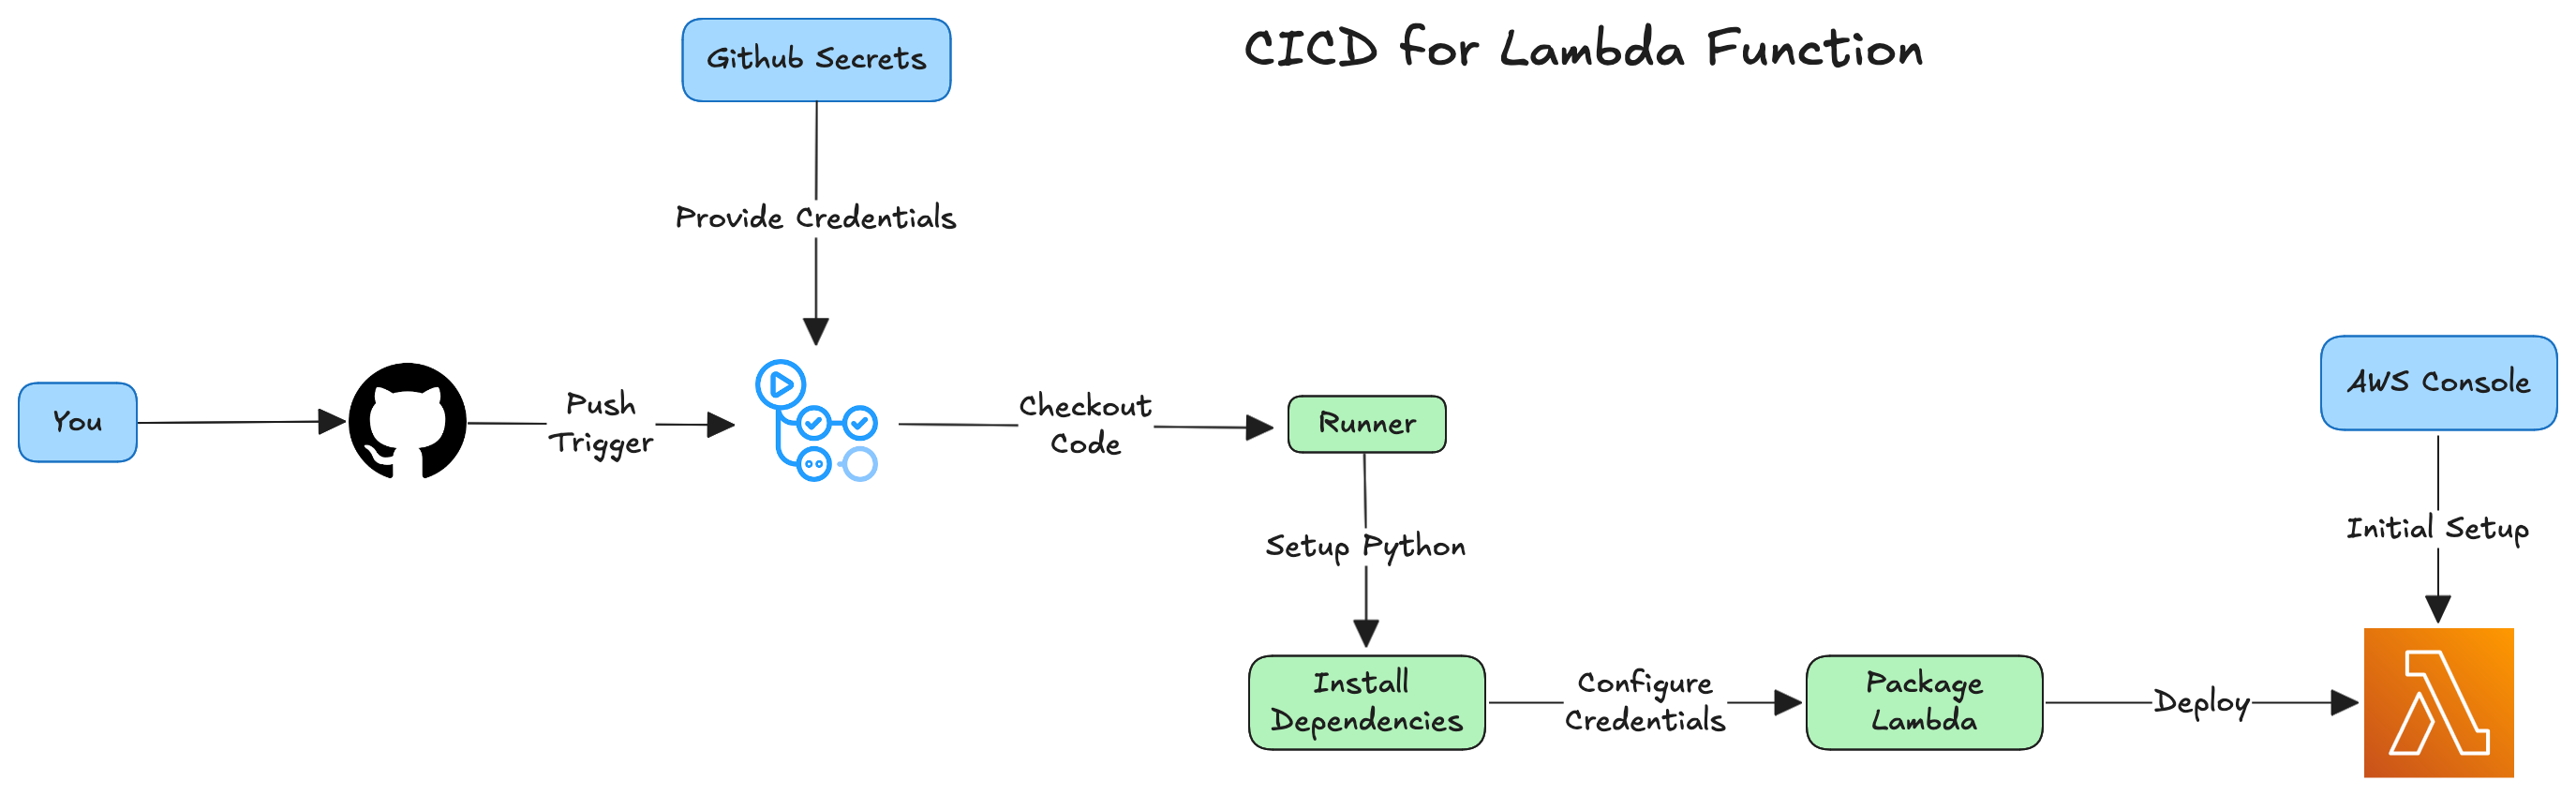 Github Secrets
CICD for Lambda Function
Provide Credentials
You
Push
Trigger
Checkout
Code
Runner
AWS Console
Setup Python
Initial Setup
Install
Dependencies
Configure
Credentials
Package
Lambda
Deploy